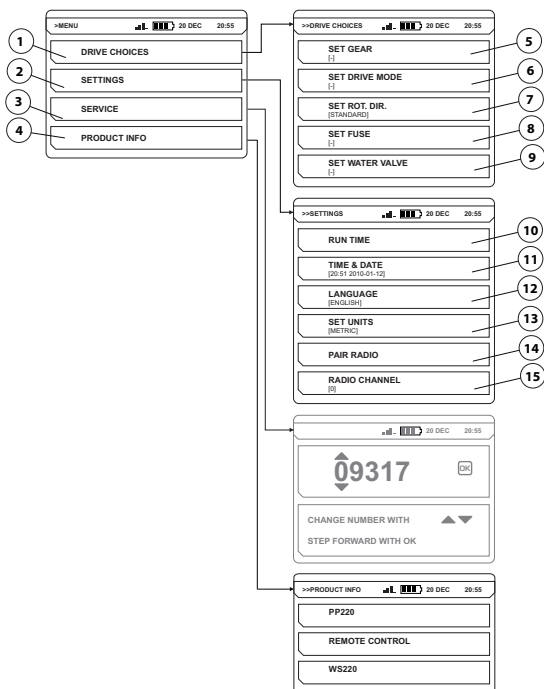 >MENU 20 DEC 20:55
1 DRIVE CHOICES
2 SETTINGS
3 SERVICE
4 PRODUCT INFO
>>DRIVE CHOICES 20 DEC 20:55
SET GEAR 5
[-]
SET DRIVE MODE 6
[-]
SET ROT. DIR. 7
[STANDARD]
SET FUSE 8
[-]
SET WATER VALVE 9
[-]
>>SETTINGS 20 DEC 20:55
RUN TIME 10
TIME & DATE 11
[20:51 2010-01-12]
LANGUAGE 12
[ENGLISH]
SET UNITS 13
[METRIC]
PAIR RADIO 14
RADIO CHANNEL 15
[0]
20 DEC 20:55
09317 OK
CHANGE NUMBER WITH
STEP FORWARD WITH OK
>>PRODUCT INFO 20 DEC 20:55
PP220
REMOTE CONTROL
WS220